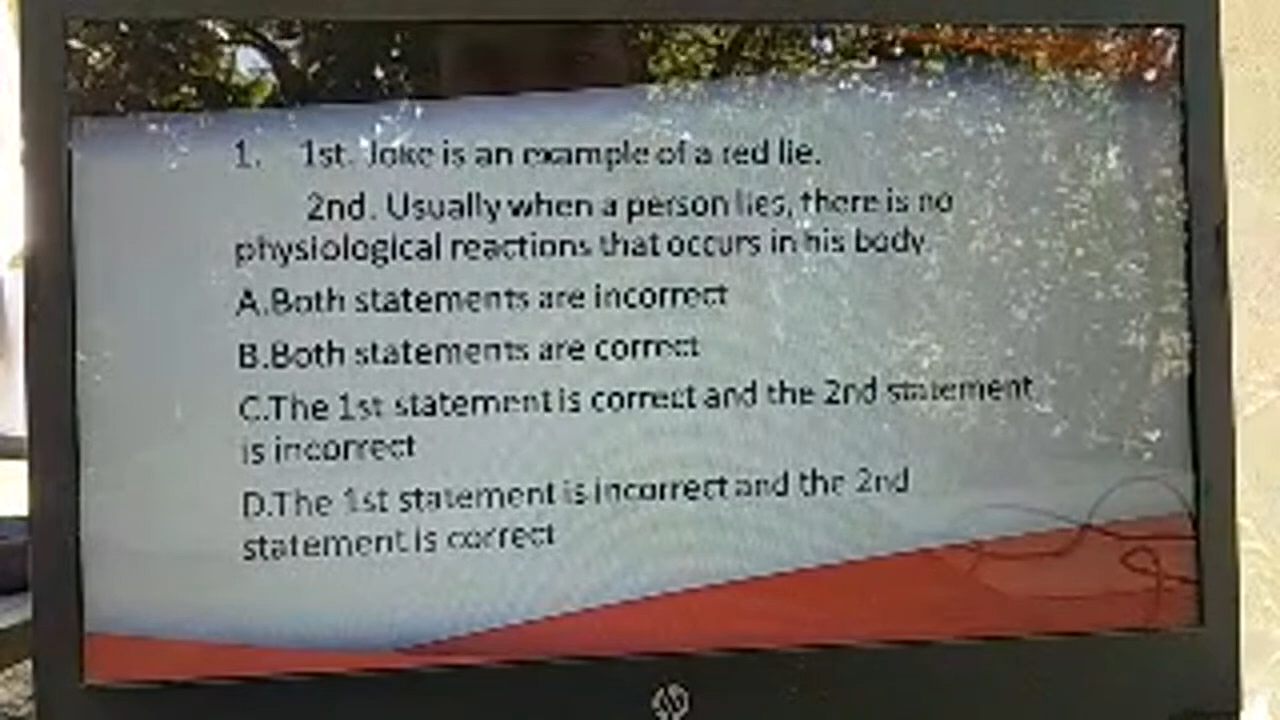 1. 1st. Joke is an example of a red lie.
2nd. Usually when a person lies, there is no
physiological reactions that occurs in his body.
A.Both statements are incorrect
B.Both statements are correct
C.The 1st statement is correct and the 2nd statement
is incorrect
D.The 1st statement is incorrect and the 2nd
statement is correct
hp